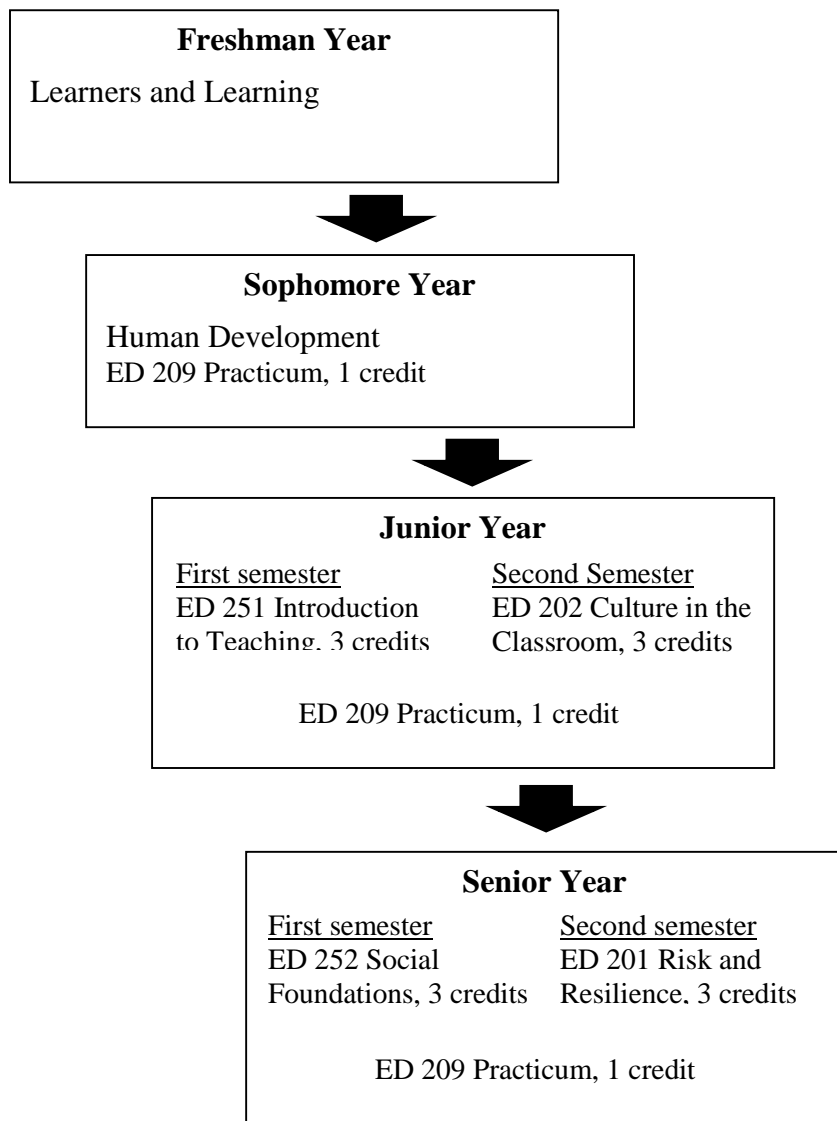 Freshman Year
Learners and Learning
Sophomore Year
Human Development
ED 209 Practicum, 1 credit
Junior Year
First semester
ED 251 Introduction
to Teaching, 3 credits
Second Semester
ED 202 Culture in the
Classroom, 3 credits
ED 209 Practicum, 1 credit
Senior Year
First semester
ED 252 Social
Foundations, 3 credits
Second semester
ED 201 Risk and
Resilience, 3 credits
ED 209 Practicum, 1 credit